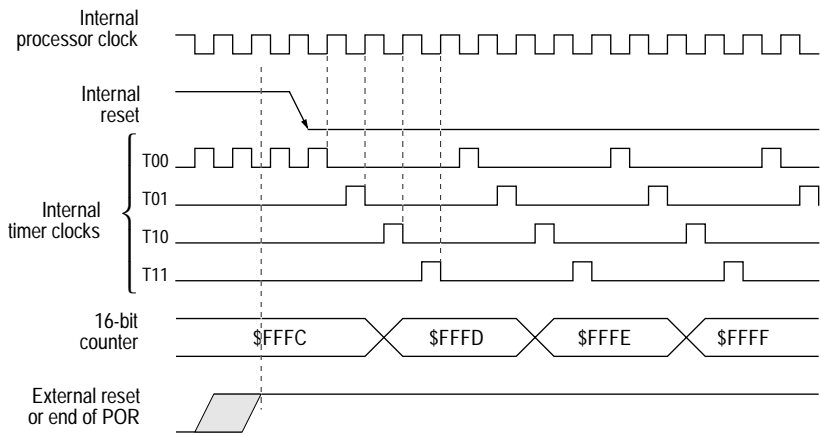 Internal
processor clock
Internal
reset
T00
T01
Internal
timer clocks
T10
T11
16-bit
counter
$FFFC
$FFFD
$FFFE
$FFFF
External reset
or end of POR